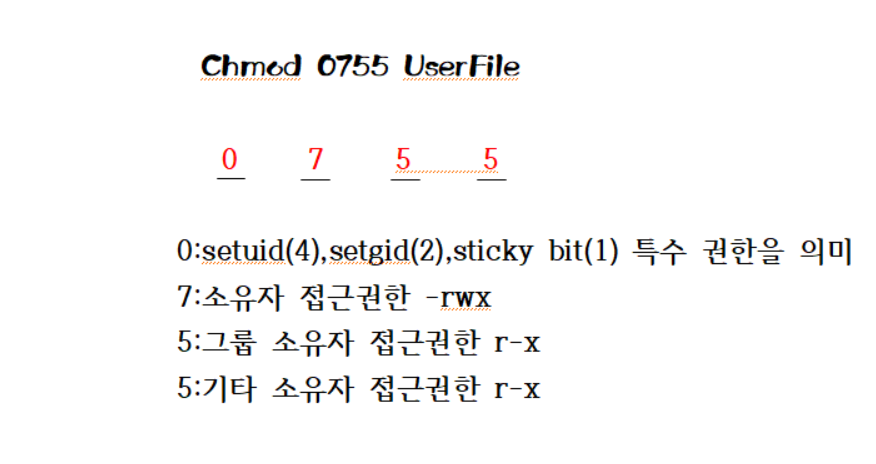 Chmod 0755 UserFile
0 7 5 5
0:setuid(4),setgid(2),sticky bit(1) 특수 권한을 의미
7:소유자 접근권한 -rwx
5:그룹 소유자 접근권한 r-x
5:기타 소유자 접근권한 r-x